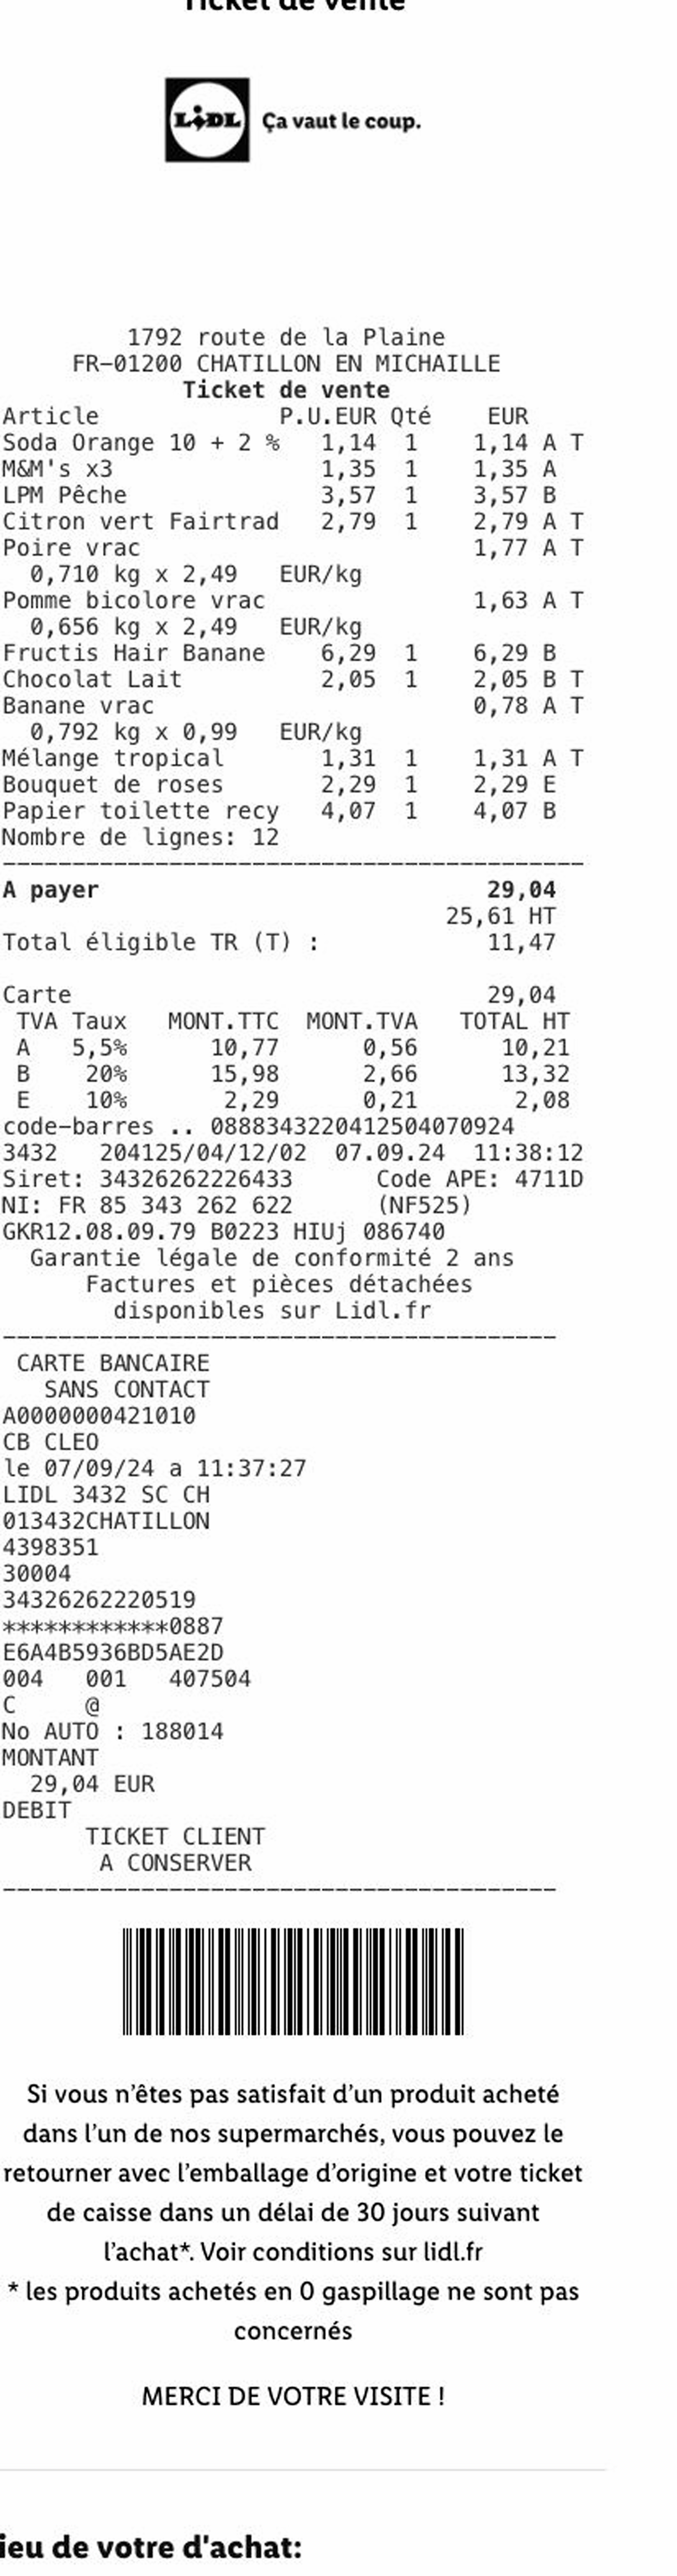 Ticket de vente
LIDL Ça vaut le coup.
1792 route de la Plaine
FR-01200 CHATILLON EN MICHAILLE
Ticket de vente
Article P.U.EUR Qté EUR
Soda Orange 10 + 2 % 1,14 1 1,14 A T
M&M's x3 1,35 1 1,35 A
LPM Pêche 3,57 1 3,57 B
Citron vert Fairtrad 2,79 1 2,79 A T
Poire vrac 1,77 A T
0,710 kg x 2,49 EUR/kg
Pomme bicolore vrac 1,63 A T
0,656 kg x 2,49 EUR/kg
Fructis Hair Banane 6,29 1 6,29 B
Chocolat Lait 2,05 1 2,05 B T
Banane vrac 0,78 A T
0,792 kg x 0,99 EUR/kg
Mélange tropical 1,31 1 1,31 A T
Bouquet de roses 2,29 1 2,29 E
Papier toilette recy 4,07 1 4,07 B
Nombre de lignes: 12
A payer 29,04
25,61 HT
Total éligible TR (T) : 11,47
Carte 29,04
TVA Taux MONT.TTC MONT.TVA TOTAL HT
A 5,5% 10,77 0,56 10,21
B 20% 15,98 2,66 13,32
E 10% 2,29 0,21 2,08
code-barres .. 0888343220412504070924
3432 204125/04/12/02 07.09.24 11:38:12
Siret: 34326262226433 Code APE: 4711D
NI: FR 85 343 262 622 (NF525)
GKR12.08.09.79 B0223 HIUj 086740
Garantie légale de conformité 2 ans
Factures et pièces détachées
disponibles sur Lidl.fr
CARTE BANCAIRE
SANS CONTACT
A0000000421010
CB CLEO
le 07/09/24 a 11:37:27
LIDL 3432 SC CH
013432CHATILLON
4398351
30004
34326262220519
************0887
E6A4B5936BD5AE2D
004 001 407504
C @
No AUTO : 188014
MONTANT
29,04 EUR
DEBIT
TICKET CLIENT
A CONSERVER
Si vous n'êtes pas satisfait d'un produit acheté
dans l'un de nos supermarchés, vous pouvez le
retourner avec l'emballage d'origine et votre ticket
de caisse dans un délai de 30 jours suivant
l'achat*. Voir conditions sur lidl.fr
* les produits achetés en 0 gaspillage ne sont pas
concernés
MERCI DE VOTRE VISITE !
ieu de votre d'achat: